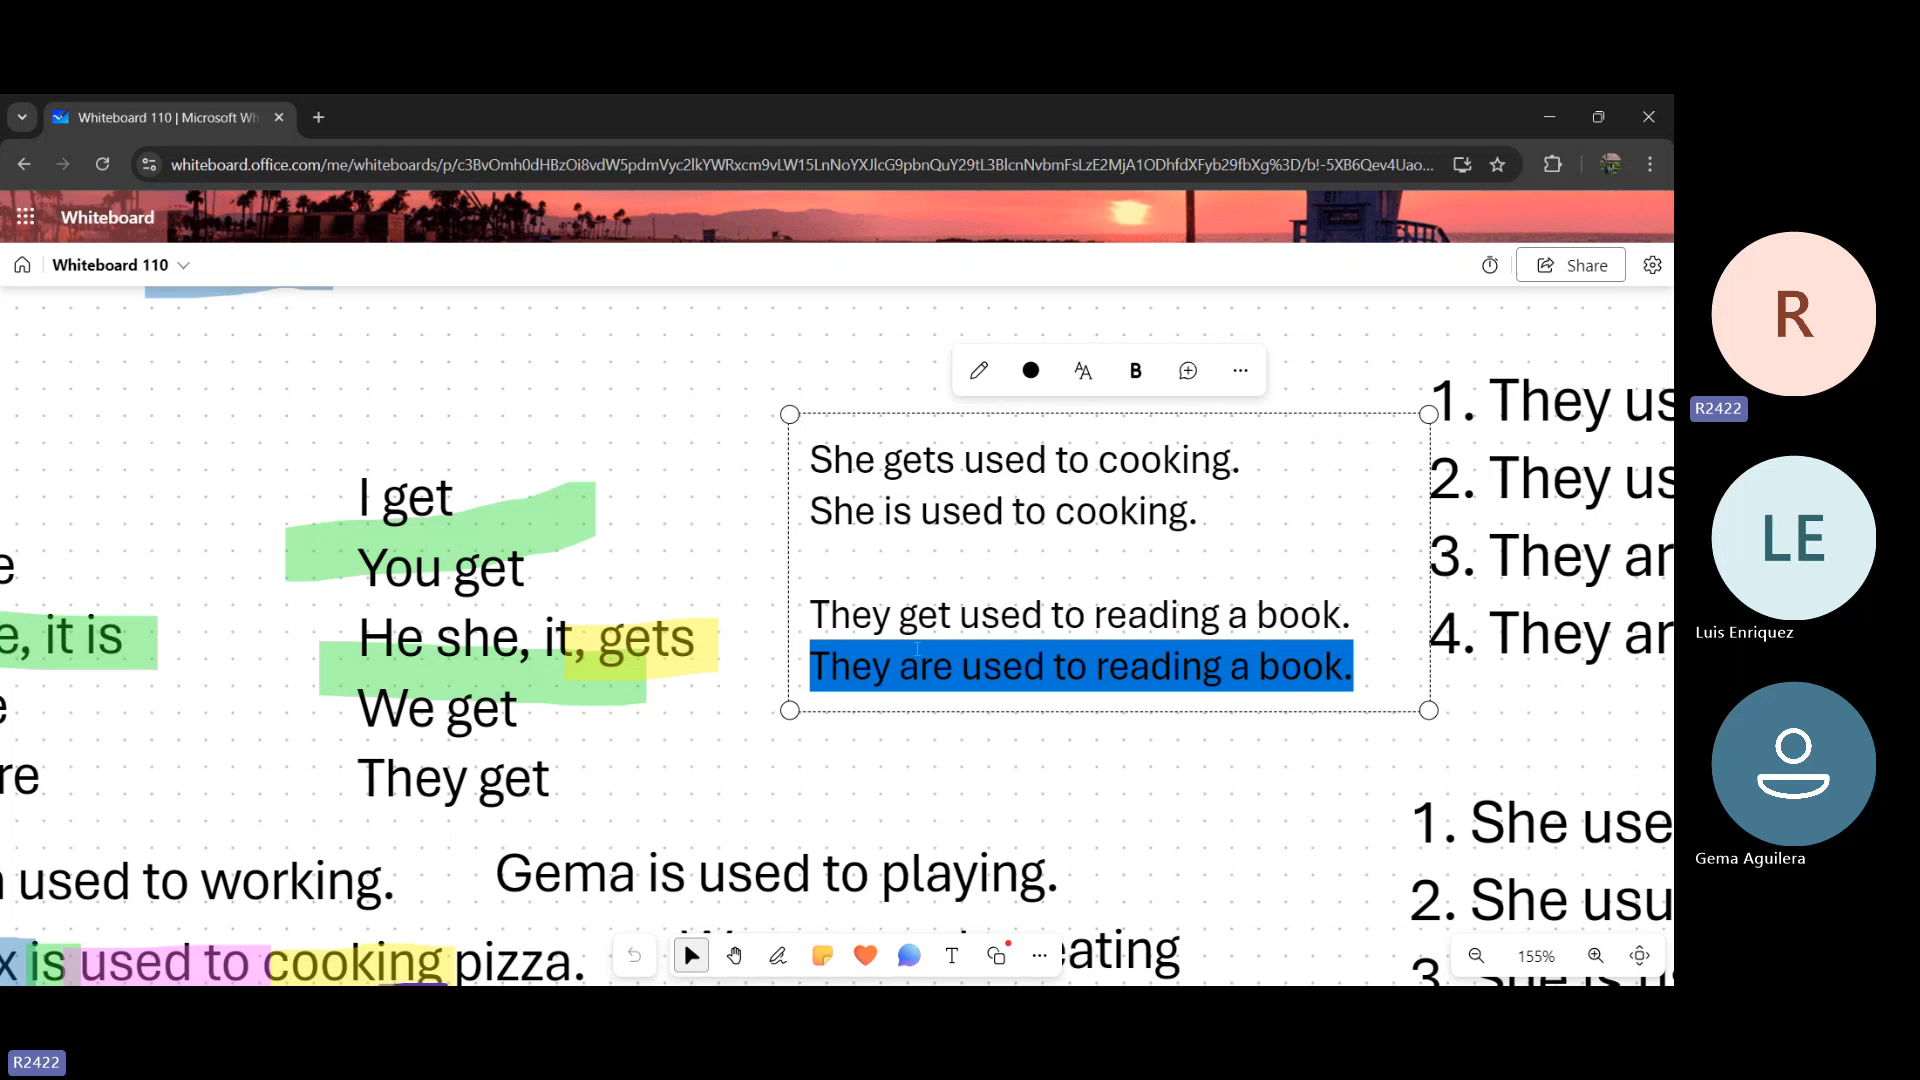 Whiteboard 110 | Microsoft Wh
whiteboard.office.com/me/whiteboards/p/c3BvOmh0dHBzOi8vdW5pdmVyc2lkYWRxcm9vLW15LnNoYXJlcG9pbnQuY29tL3BlcnNvbmFsLzE2MjA1ODhfdXFyb29fbXg%3D/b!-5XB6Qev4Uao...
Whiteboard
Whiteboard 110
Share
I get
You get
He she, it, gets
We get
They get
e
e, it is
e
re
She gets used to cooking.
She is used to cooking.
They get used to reading a book.
They are used to reading a book.
1. They us
2. They us
3. They ar
4. They ar
used to working.
Gema is used to playing.
x is used to cooking pizza.
eating
1. She use
2. She usu
3. She is
155%
R
R2422
LE
Luis Enriquez
Gema Aguilera
R2422